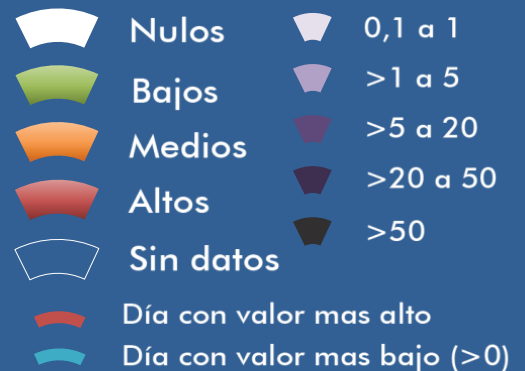 Nulos
Bajos
Medios
Altos
Sin datos
0,1 a 1
>1 a 5
>5 a 20
>20 a 50
>50
Día con valor mas alto
Día con valor mas bajo (>0)